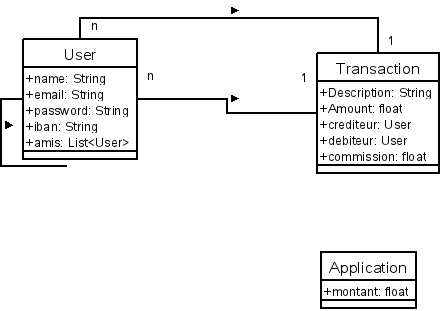 n
1
User
+name: String
+email: String
+password: String
+iban: String
+amis: List<User>
n
1
Transaction
+Description: String
+Amount: float
+crediteur: User
+debiteur: User
+commission: float
Application
+montant: float